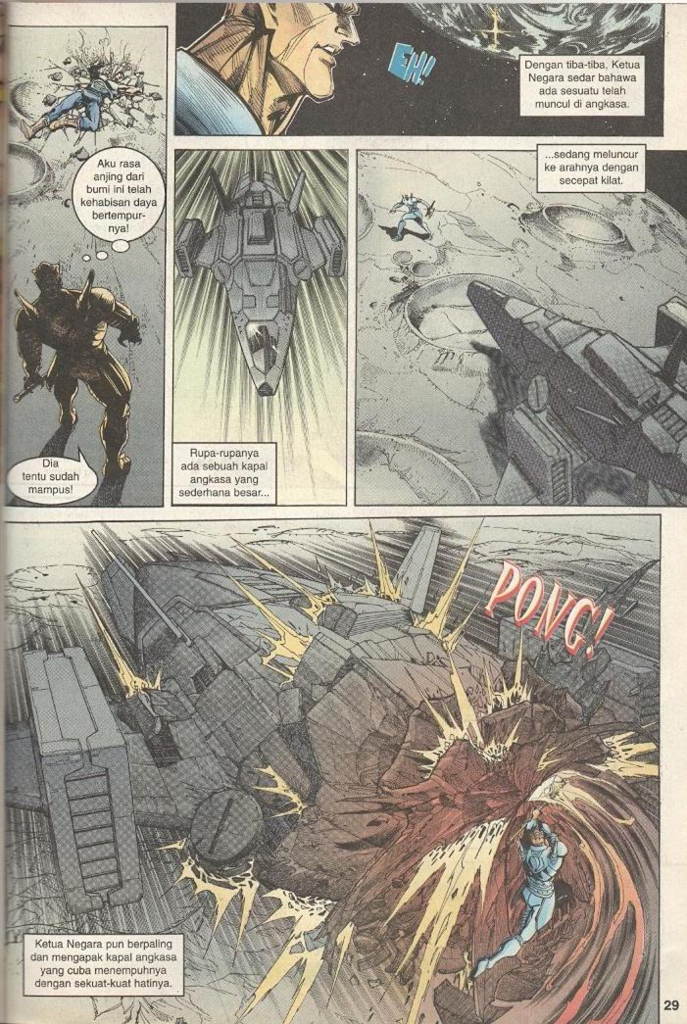 EH!
Dengan tiba-tiba, Ketua
Negara sedar bahawa
ada sesuatu telah
muncul di angkasa.
Aku rasa
anjing dari
bumi ini telah
kehabisan daya
bertempur-
nya!
Dia
tentu sudah
mampus!
Rupa-rupanya
ada sebuah kapal
angkasa yang
sederhana besar...
...sedang meluncur
ke arahnya dengan
secepat kilat.
PONG!
Ketua Negara pun berpaling
dan mengapak kapal angkasa
yang cuba menempuhnya
dengan sekuat-kuat hatinya.
29